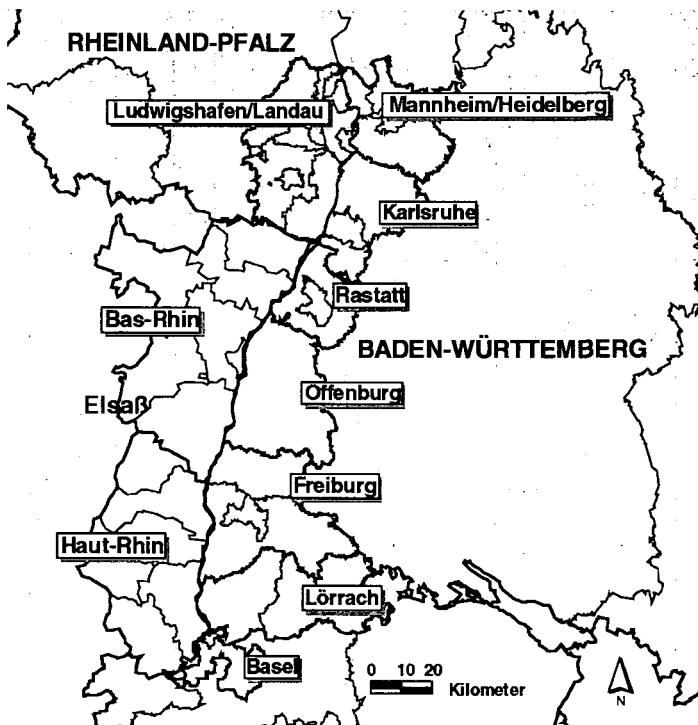 RHEINLAND-PFALZ
Ludwigshafen/Landau
Mannheim/Heidelberg
Karlsruhe
Rastatt
Bas-Rhin
BADEN-WÜRTTEMBERG
Offenburg
Elsaß
Freiburg
Haut-Rhin
Lörrach
Basel
0 10 20
Kilometer
N